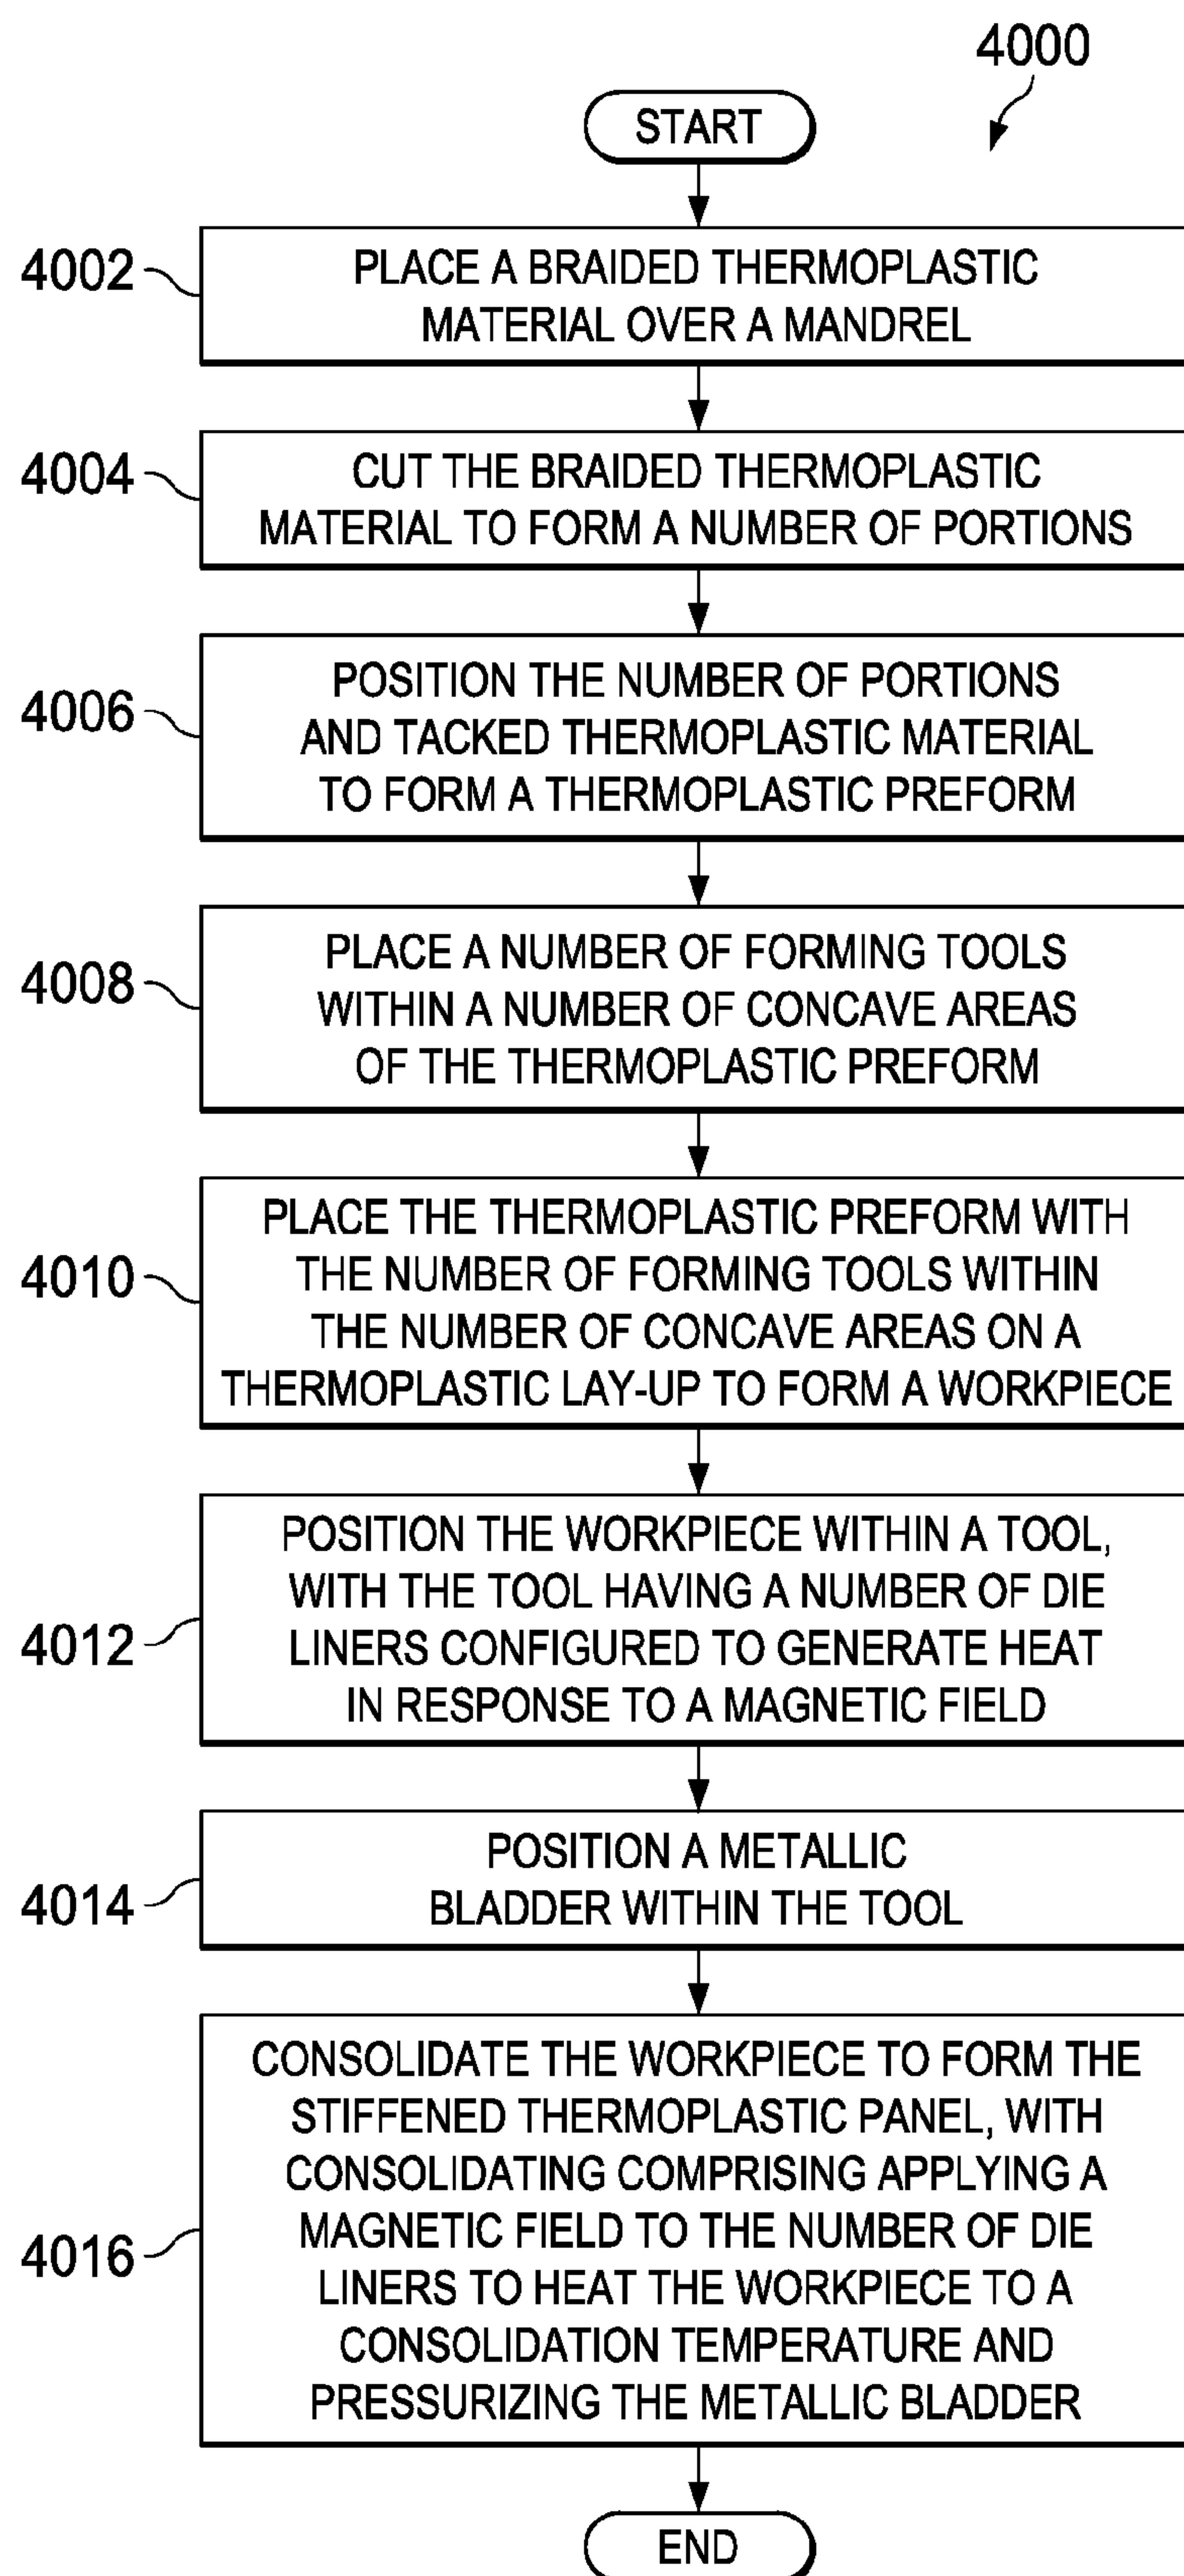 4000
START
4002
PLACE A BRAIDED THERMOPLASTIC
MATERIAL OVER A MANDREL
4004
CUT THE BRAIDED THERMOPLASTIC
MATERIAL TO FORM A NUMBER OF PORTIONS
4006
POSITION THE NUMBER OF PORTIONS
AND TACKED THERMOPLASTIC MATERIAL
TO FORM A THERMOPLASTIC PREFORM
4008
PLACE A NUMBER OF FORMING TOOLS
WITHIN A NUMBER OF CONCAVE AREAS
OF THE THERMOPLASTIC PREFORM
4010
PLACE THE THERMOPLASTIC PREFORM WITH
THE NUMBER OF FORMING TOOLS WITHIN
THE NUMBER OF CONCAVE AREAS ON A
THERMOPLASTIC LAY-UP TO FORM A WORKPIECE
4012
POSITION THE WORKPIECE WITHIN A TOOL,
WITH THE TOOL HAVING A NUMBER OF DIE
LINERS CONFIGURED TO GENERATE HEAT
IN RESPONSE TO A MAGNETIC FIELD
4014
POSITION A METALLIC
BLADDER WITHIN THE TOOL
4016
CONSOLIDATE THE WORKPIECE TO FORM THE
STIFFENED THERMOPLASTIC PANEL, WITH
CONSOLIDATING COMPRISING APPLYING A
MAGNETIC FIELD TO THE NUMBER OF DIE
LINERS TO HEAT THE WORKPIECE TO A
CONSOLIDATION TEMPERATURE AND
PRESSURIZING THE METALLIC BLADDER
END